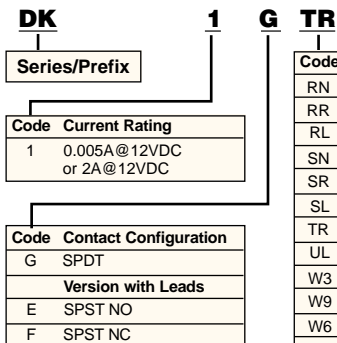 DK 1 G TR
Series/Prefix
Code Current Rating
1 0.005A@12VDC
or 2A@12VDC
Code Contact Configuration
G SPDT
Version with Leads
E SPST NO
F SPST NC
Code
RN
RR
RL
SN
SR
SL
TR
UL
W3
W9
W6